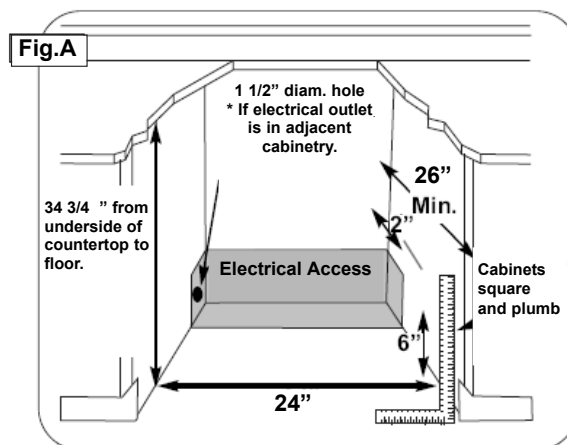 Fig.A
1 1/2” diam. hole
* If electrical outlet
is in adjacent
cabinetry.
26”
Min.
2”
34 3/4 ” from
underside of
countertop to
floor.
Electrical Access
Cabinets
square
and plumb
6”
24”